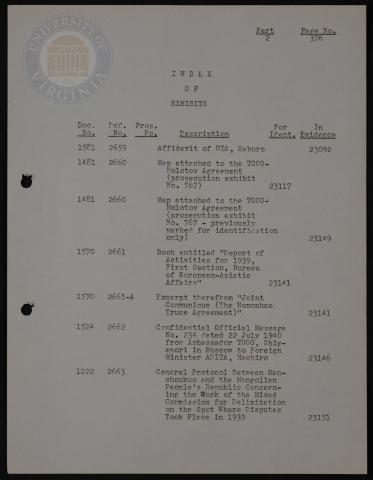 UNIVERSITY OF VIRGINIA
Part Page No.
2 376
I N D E X
O F
EXHIBITS
Doc. Def. Pros. For In
No. No. No. Description Ident. Evidence
1581 2659 Affidavit of OTA, Saburo 23092
1481 2660 Map attached to the TOGO-
Molotov Agreement
(prosecution exhibit
No. 767) 23117
1481 2660 Map attached to the TOGO-
Molotov Agreement
(prosecution exhibit
No. 767 - previously
marked for identification
only) 23149
1570 2661 Book entitled "Report of
Activities for 1939,
First Section, Bureau
of European-Asiatic
Affairs" 23141
1570 2661-A Excerpt therefrom "Joint
Communique (The Nomonhan
Truce Agreement)" 23141
1524 2662 Confidential Official Message
No. 234 dated 22 July 1940
from Ambassador TOGO, Shig-
enori in Moscow to Foreign
Minister ARITA, Hachiro 23146
1222 2663 General Protocol Between Man-
choukuo and the Mongolian
People's Republic Concern-
ing the Work of the Mixed
Commission for Delimitation
on the Spot Where Disputes
Took Place in 1939 23151